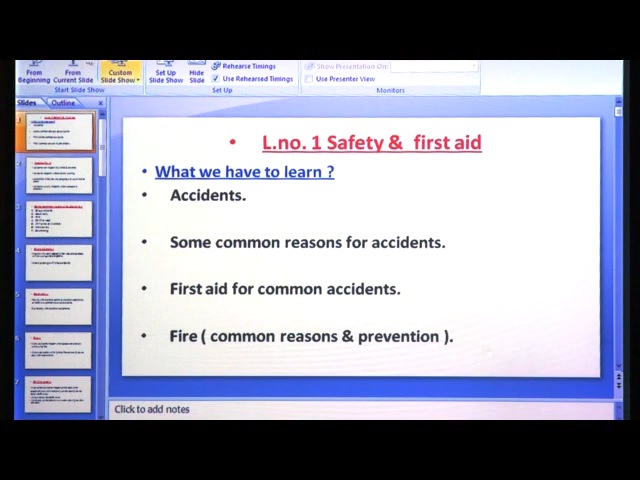 From Beginning
From Current Slide
Custom Slide Show
Set Up Slide Show
Hide Slide
Rehearse Timings
Use Rehearsed Timings
Show Presentation On:
Use Presenter View
Start Slide Show
Set Up
Monitors
Slides
Outline
L.no. 1 Safety & first aid
What we have to learn ?
Accidents.
Some common reasons for accidents.
First aid for common accidents.
Fire ( common reasons & prevention ).
Click to add notes